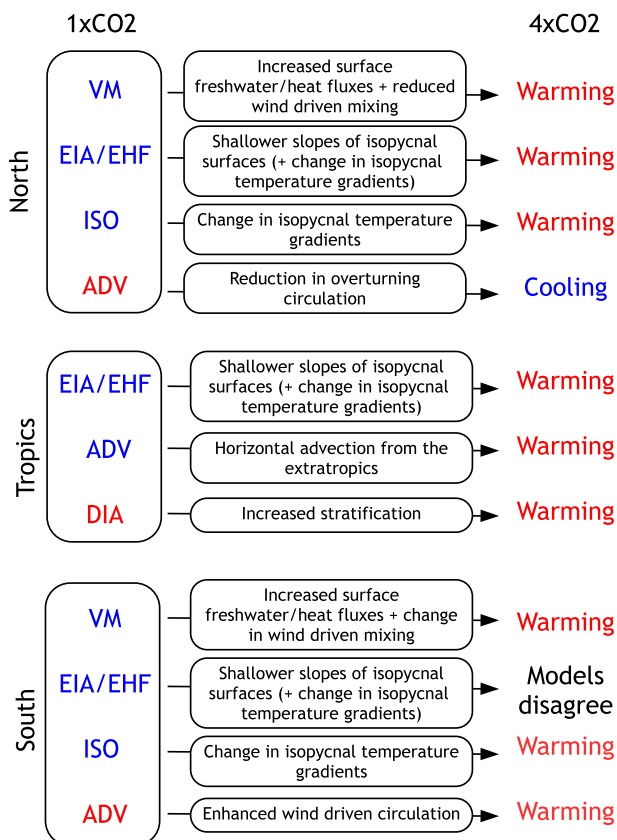 1xCO2
4xCO2
North
VM
Increased surface
freshwater/heat fluxes + reduced
wind driven mixing
Warming
EIA/EHF
Shallower slopes of isopycnal
surfaces (+ change in isopycnal
temperature gradients)
Warming
ISO
Change in isopycnal temperature
gradients
Warming
ADV
Reduction in overturning
circulation
Cooling
Tropics
EIA/EHF
Shallower slopes of isopycnal
surfaces (+ change in isopycnal
temperature gradients)
Warming
ADV
Horizontal advection from the
extratropics
Warming
DIA
Increased stratification
Warming
South
VM
Increased surface
freshwater/heat fluxes + change
in wind driven mixing
Warming
EIA/EHF
Shallower slopes of isopycnal
surfaces (+ change in isopycnal
temperature gradients)
Models
disagree
ISO
Change in isopycnal temperature
gradients
Warming
ADV
Enhanced wind driven circulation
Warming